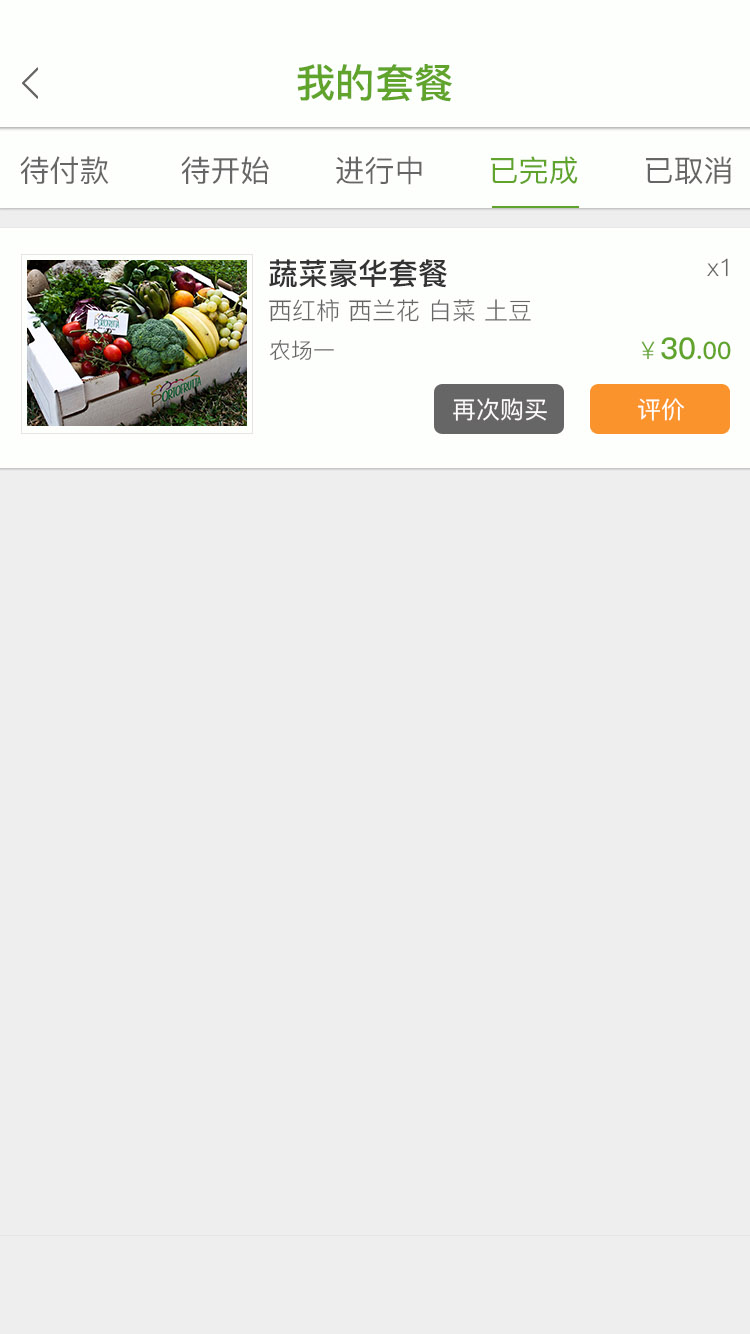 我的套餐
待付款 待开始 进行中 已完成 已取消
蔬菜豪华套餐 x1
西红柿 西兰花 白菜 土豆
农场一 ¥30.00
再次购买 评价
PORTOFRUTTA
PORTOFRUTTA